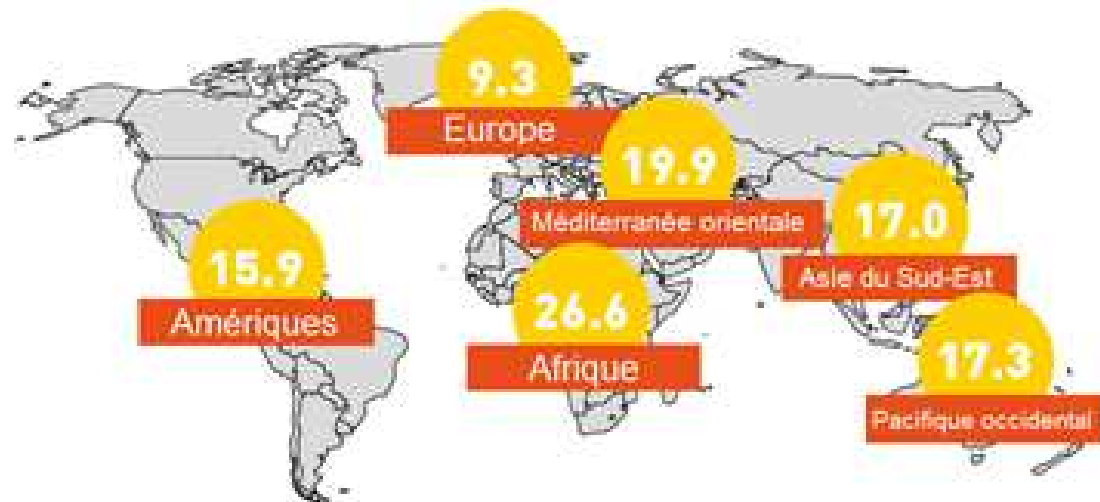 9.3
Europe
19.9
Méditerranée orientale
17.0
Asie du Sud-Est
15.9
Amériques
26.6
Afrique
17.3
Pacifique occidental